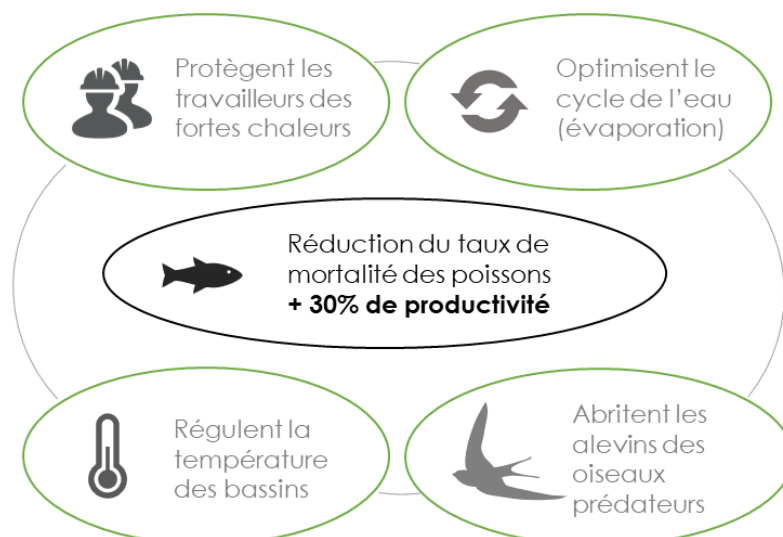 Protègent les
travailleurs des
fortes chaleurs
Optimisent le
cycle de l'eau
(évaporation)
Réduction du taux de
mortalité des poissons
+ 30% de productivité
Régulent la
température
des bassins
Abritent les
alevins des
oiseaux
prédateurs